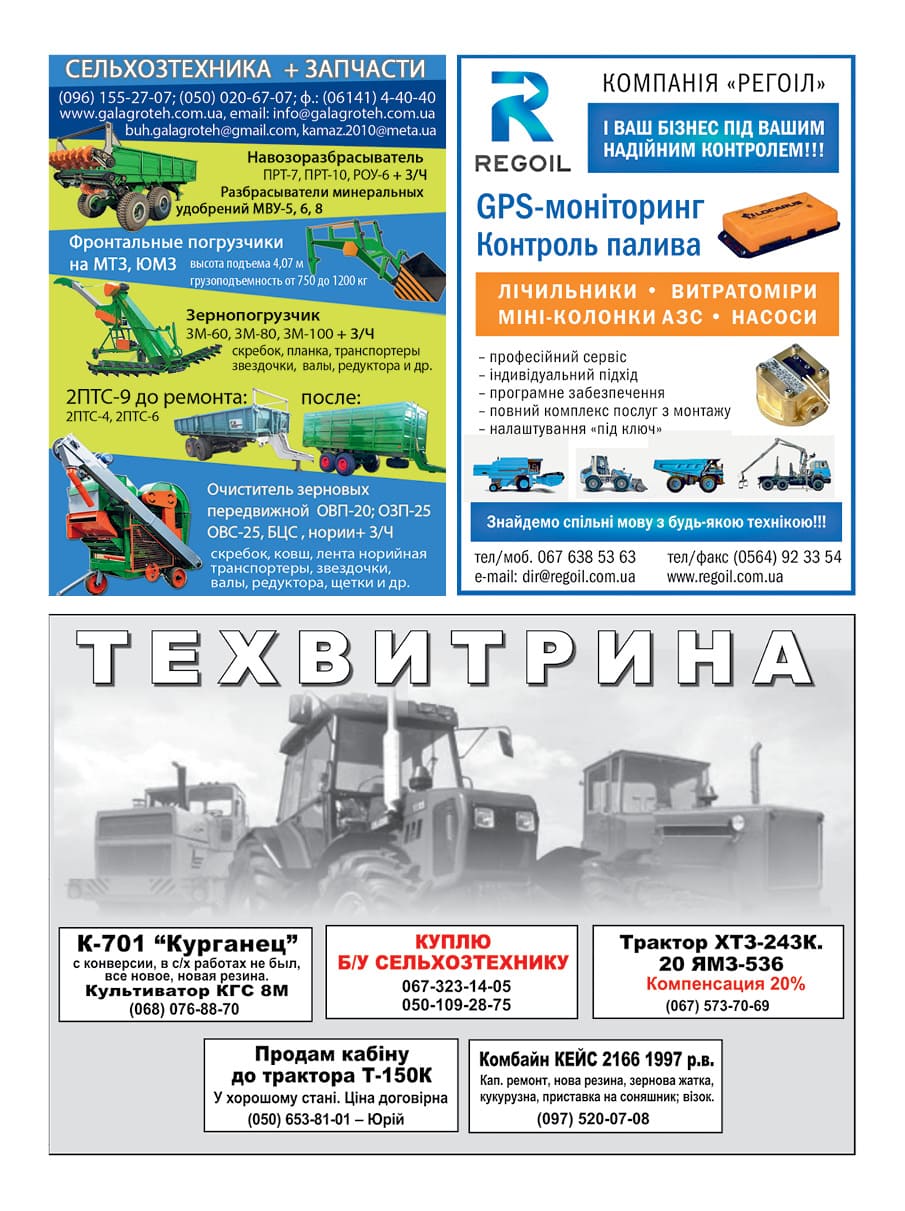 СЕЛЬХОЗТЕХНИКА + ЗАПЧАСТИ
(096) 155-27-07; (050) 020-67-07; ф.: (06141) 4-40-40
www.galagroteh.com.ua, email: info@galagroteh.com.ua
buh.galagroteh@gmail.com, kamaz.2010@meta.ua
Навозоразбрасыватель
ПРТ-7, ПРТ-10, РОУ-6 + З/Ч
Разбрасыватели минеральных
удобрений МВУ-5, 6, 8
Фронтальные погрузчики
на МТЗ, ЮМЗ высота подъема 4,07 м
грузоподъемность от 750 до 1200 кг
Зернопогрузчик
ЗМ-60, ЗМ-80, ЗМ-100 + З/Ч
скребок, планка, транспортеры
звездочки, валы, редуктора и др.
2ПТС-9 до ремонта: после:
2ПТС-4, 2ПТС-6
Очиститель зерновых
передвижной ОВП-20; ОЗП-25
ОВС-25, БЦС , нории+ З/Ч
скребок, ковш, лента норийная
транспортеры, звездочки,
валы, редуктора, щетки и др.
REGOIL
КОМПАНІЯ «РЕГОІЛ»
І ВАШ БІЗНЕС ПІД ВАШИМ
НАДІЙНИМ КОНТРОЛЕМ!!!
GPS-моніторинг
Контроль палива
LOCARUS
ЛІЧИЛЬНИКИ • ВИТРАТОМІРИ
МІНІ-КОЛОНКИ АЗС • НАСОСИ
– професійний сервіс
– індивідуальний підхід
– програмне забезпечення
– повний комплекс послуг з монтажу
– налаштування «під ключ»
Знайдемо спільні мову з будь-якою технікою!!!
тел/моб. 067 638 53 63 тел/факс (0564) 92 33 54
e-mail: dir@regoil.com.ua www.regoil.com.ua
ТЕХВИТРИНА
К-701 “Курганец”
с конверсии, в с/х работах не был,
все новое, новая резина.
Культиватор КГС 8М
(068) 076-88-70
КУПЛЮ
Б/У СЕЛЬХОЗТЕХНИКУ
067-323-14-05
050-109-28-75
Трактор ХТЗ-243К.
20 ЯМЗ-536
Компенсация 20%
(067) 573-70-69
Продам кабіну
до трактора Т-150К
У хорошому стані. Ціна договірна
(050) 653-81-01 – Юрій
Комбайн КЕЙС 2166 1997 р.в.
Кап. ремонт, нова резина, зернова жатка,
кукурузна, приставка на соняшник; візок.
(097) 520-07-08